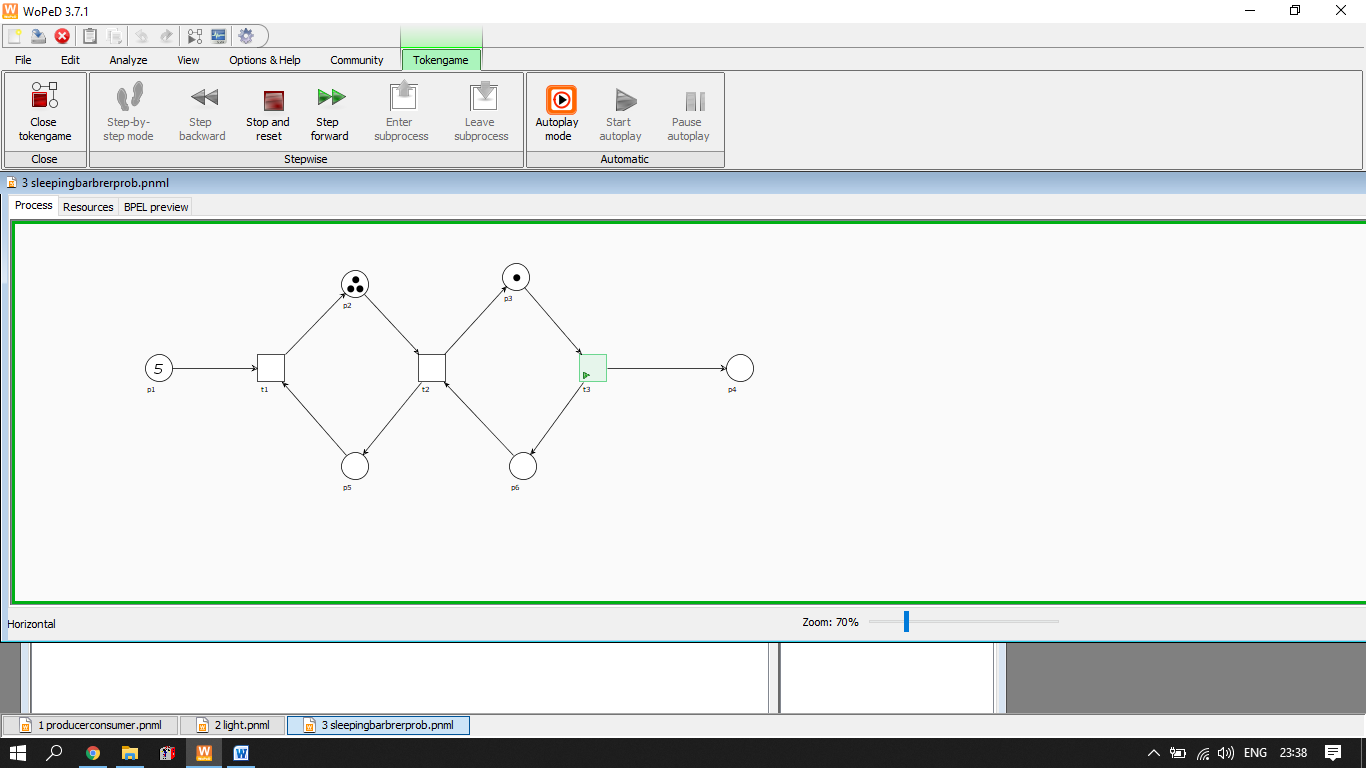 WoPeD 3.7.1
File Edit Analyze View Options & Help Community Tokengame
Close tokengame
Step-by-step mode
Step backward
Stop and reset
Step forward
Enter subprocess
Leave subprocess
Autoplay mode
Start autoplay
Pause autoplay
Close Stepwise Automatic
3 sleepingbarbrerprob.pnml
Process Resources BPEL preview
p2 p3
5
p1 t1 t2 t3 p4
p5 p6
Horizontal Zoom: 70%
1 producerconsumer.pnml 2 light.pnml 3 sleepingbarbrerprob.pnml
ENG 23:38